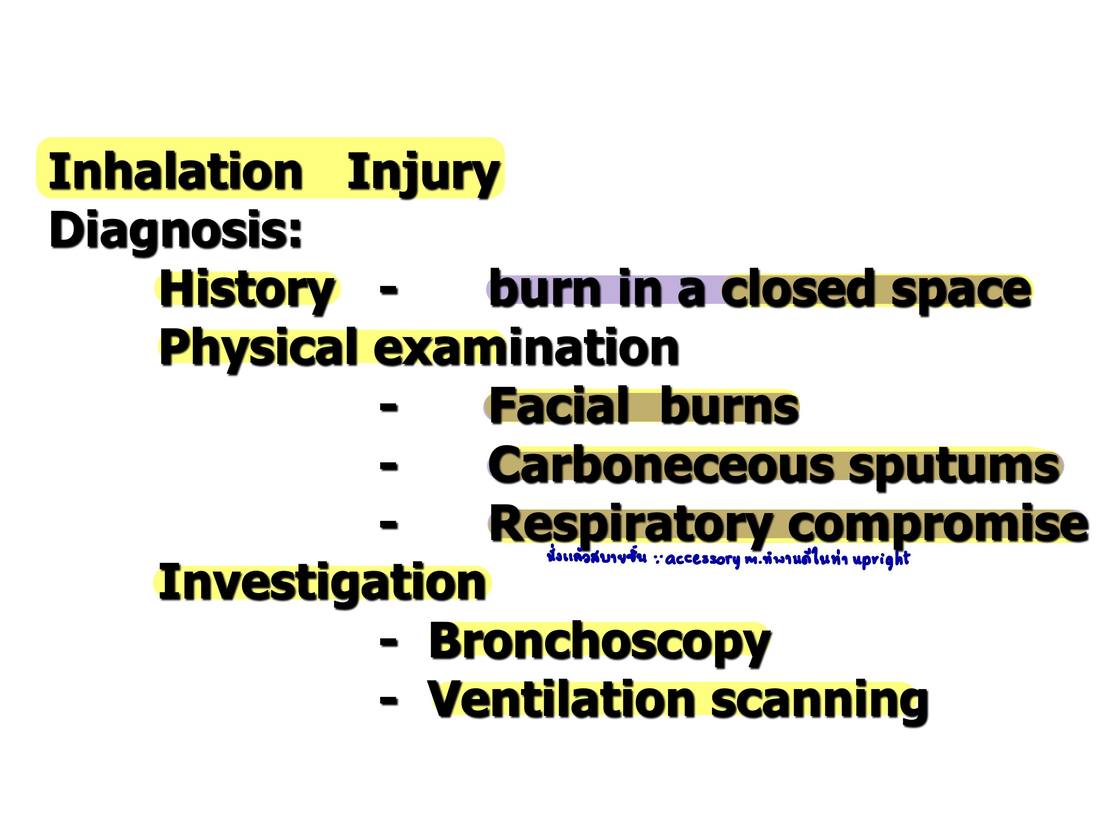 Inhalation Injury
Diagnosis:
History - burn in a closed space
Physical examination
- Facial burns
- Carboneceous sputums
- Respiratory compromise
นั่งแล้วสบายขึ้น ∵ accessory m. ทำงานดีในท่า upright
Investigation
- Bronchoscopy
- Ventilation scanning